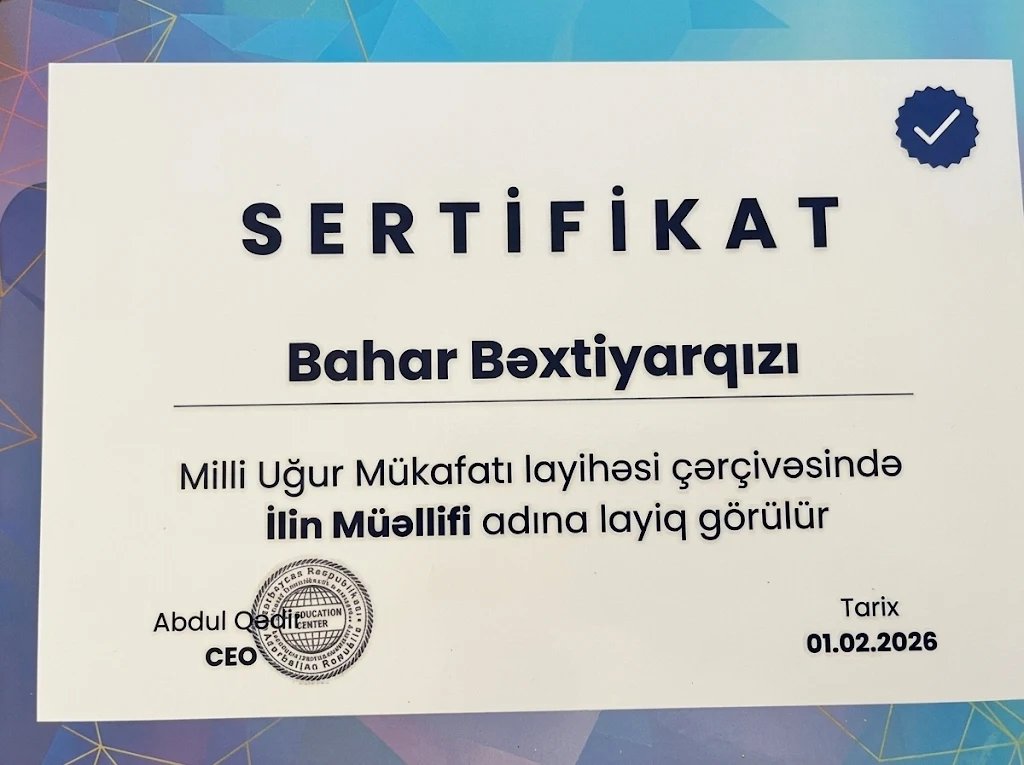 SERTİFİKAT
Bahar Bəxtiyarqızı
Milli Uğur Mükafatı layihəsi çərçivəsində
İlin Müəllifi adına layiq görülür
Abdul Qədir
CEO
EDUCATION
CENTER
Tarix
01.02.2026